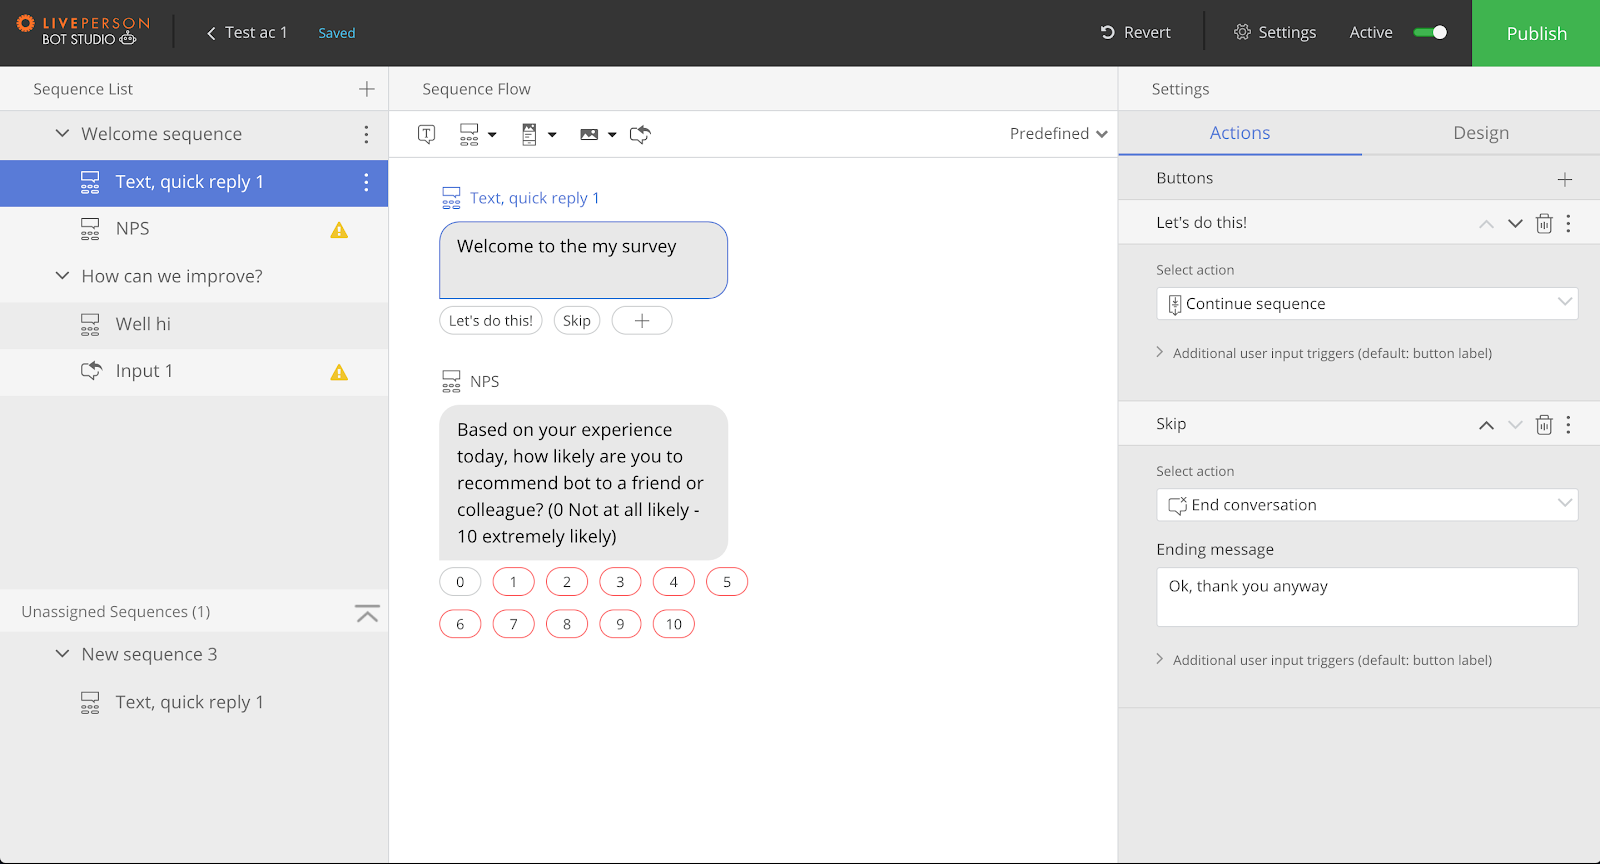 LIVEPERSON
BOT STUDIO
Test ac 1
Saved
Revert
Settings
Active
Publish
Sequence List
Welcome sequence
Text, quick reply 1
NPS
How can we improve?
Well hi
Input 1
Unassigned Sequences (1)
New sequence 3
Text, quick reply 1
Sequence Flow
T
Predefined
Text, quick reply 1
Welcome to the my survey
Let's do this!
Skip
NPS
Based on your experience
today, how likely are you to
recommend bot to a friend or
colleague? (0 Not at all likely -
10 extremely likely)
0 1 2 3 4 5
6 7 8 9 10
Settings
Actions
Design
Buttons
Let's do this!
Select action
Continue sequence
Additional user input triggers (default: button label)
Skip
Select action
End conversation
Ending message
Ok, thank you anyway
Additional user input triggers (default: button label)